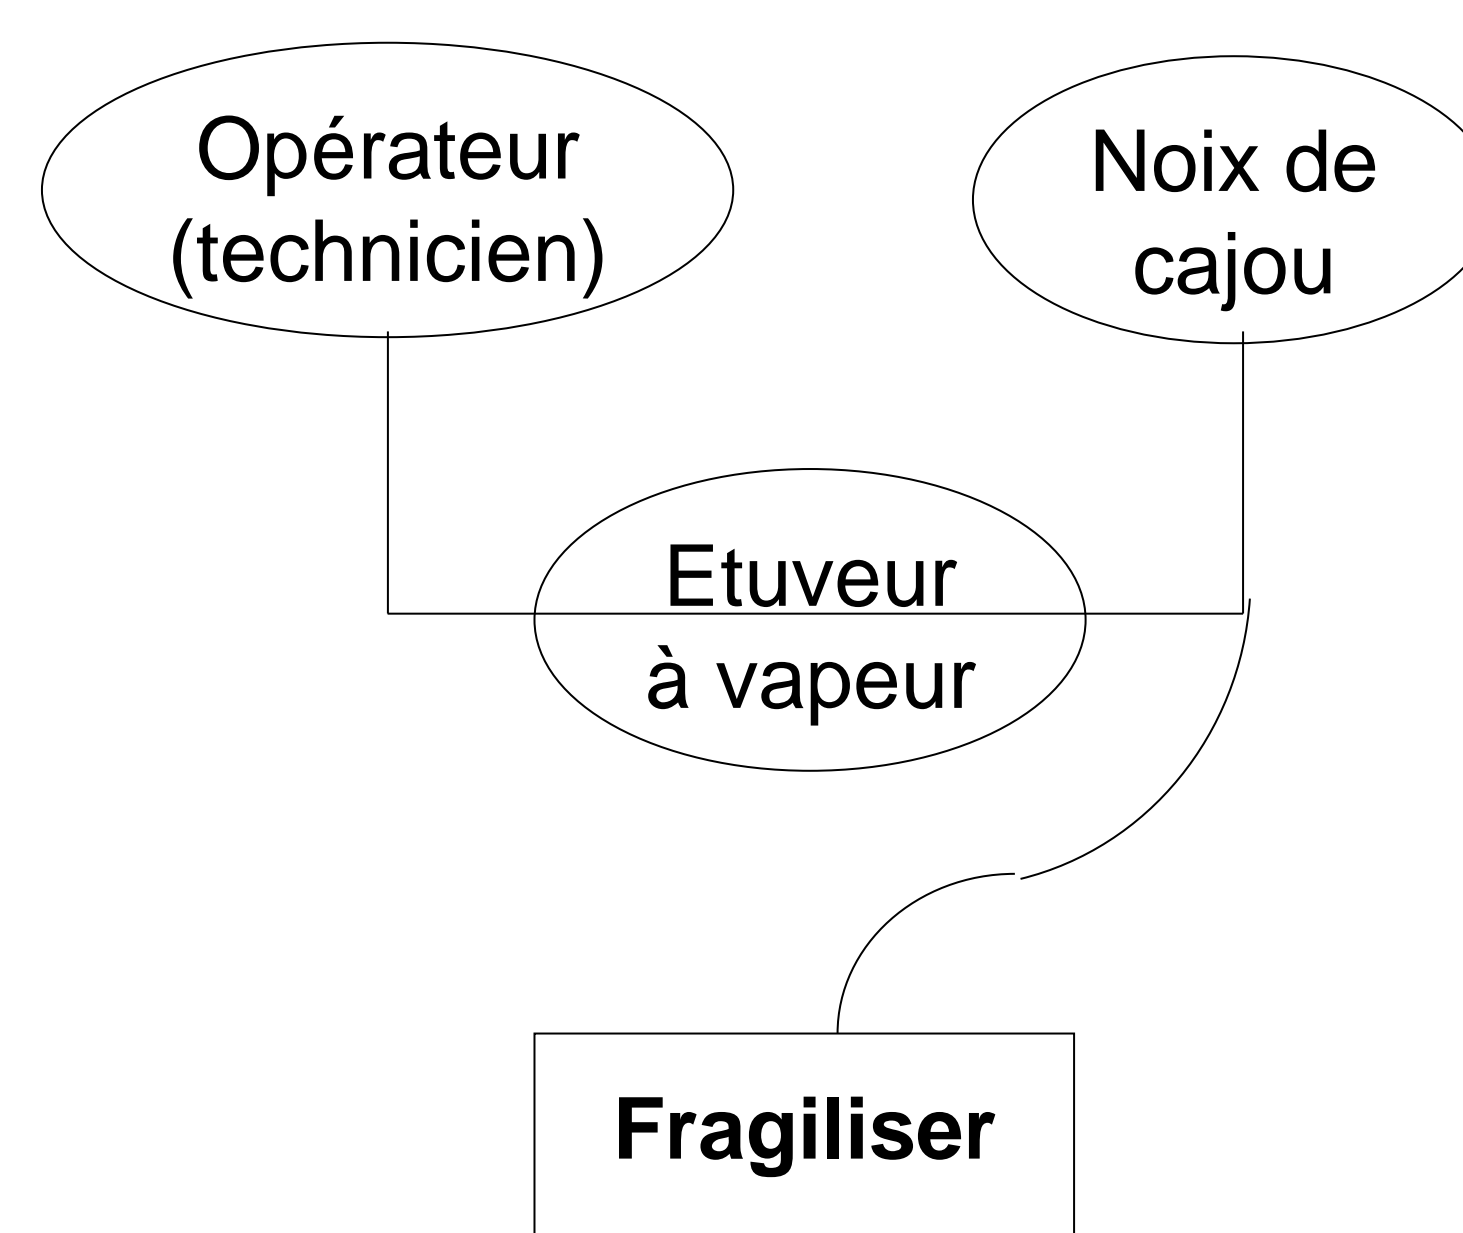 Opérateur
(technicien)
Noix de
cajou
Etuveur
à vapeur
Fragiliser